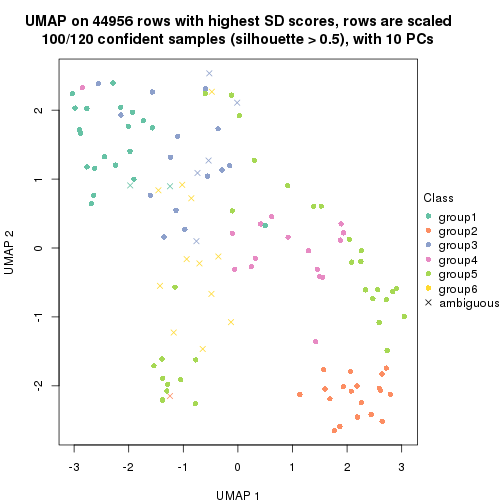 UMAP on 44956 rows with highest SD scores, rows are scaled
100/120 confident samples (silhouette > 0.5), with 10 PCs
UMAP 2
2
1
0
-1
-2
-3
-2
-1
0
1
2
3
UMAP 1
Class
group1
group2
group3
group4
group5
group6
ambiguous